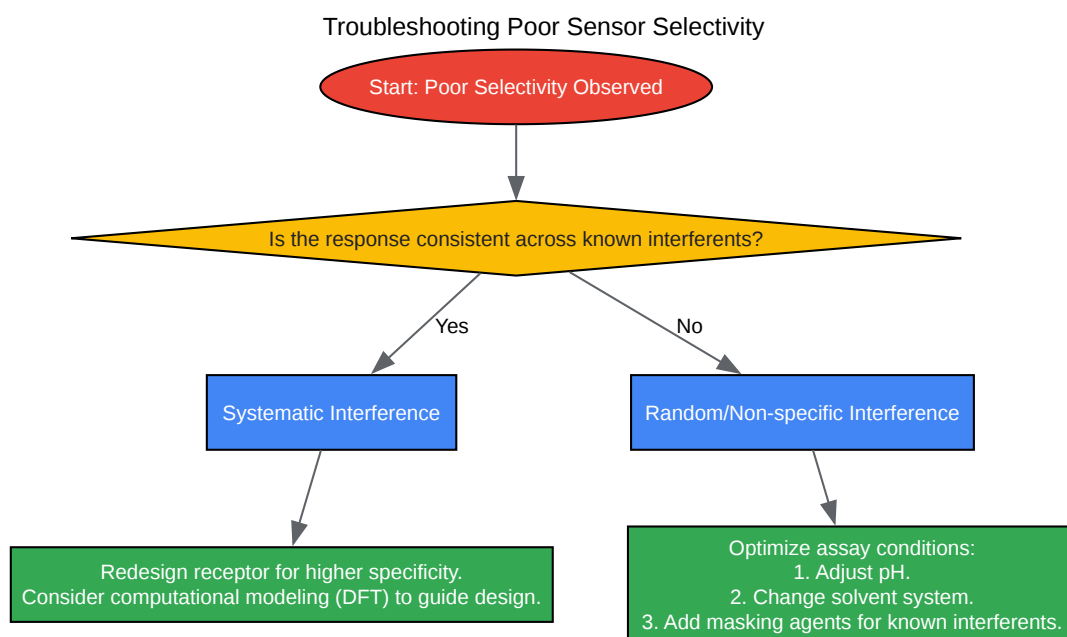 Troubleshooting Poor Sensor Selectivity
Start: Poor Selectivity Observed
Is the response consistent across known interferents?
Yes
No
Systematic Interference
Random/Non-specific Interference
Redesign receptor for higher specificity.
Consider computational modeling (DFT) to guide design.
Optimize assay conditions:
1. Adjust pH.
2. Change solvent system.
3. Add masking agents for known interferents.